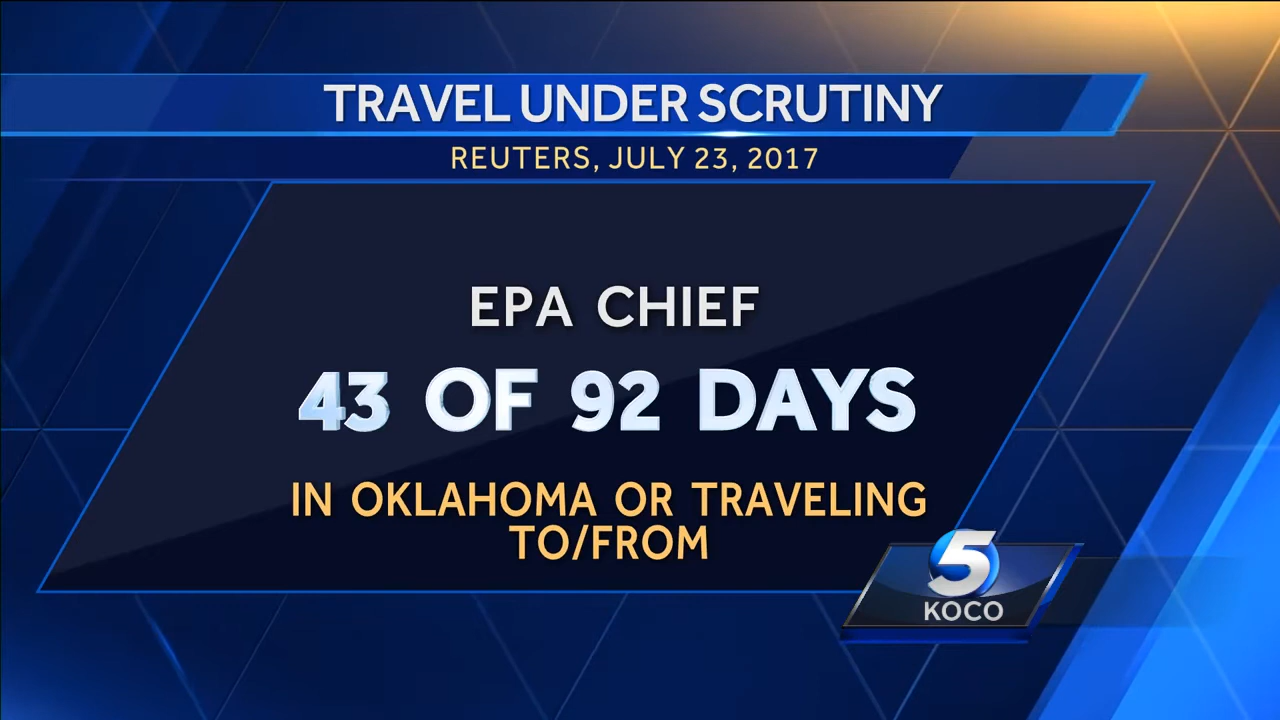 TRAVEL UNDER SCRUTINY
REUTERS, JULY 23, 2017
EPA CHIEF
43 OF 92 DAYS
IN OKLAHOMA OR TRAVELING
TO/FROM
5
KOCO